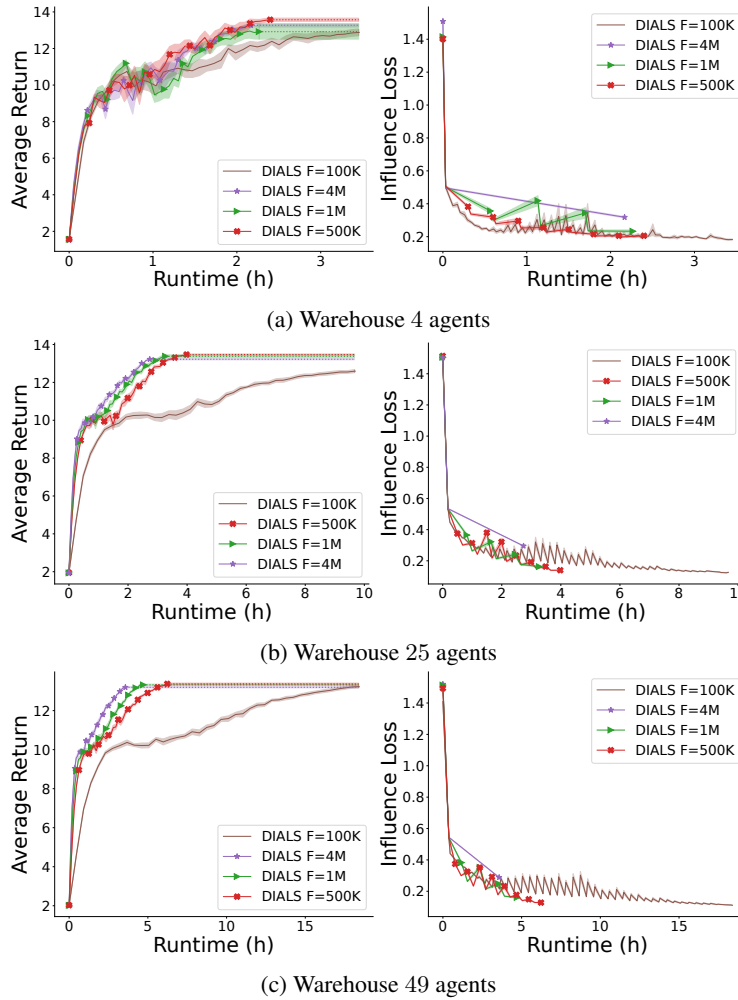 14
12
10
8
6
4
2
0
1
2
3
Average Return
Runtime (h)
DIALS F=100K
DIALS F=4M
DIALS F=1M
DIALS F=500K
1.4
1.2
1.0
0.8
0.6
0.4
0.2
0
1
2
3
Influence Loss
Runtime (h)
DIALS F=100K
DIALS F=4M
DIALS F=1M
DIALS F=500K
(a) Warehouse 4 agents
14
12
10
8
6
4
2
0
2
4
6
8
10
Average Return
Runtime (h)
DIALS F=100K
DIALS F=500K
DIALS F=1M
DIALS F=4M
1.4
1.2
1.0
0.8
0.6
0.4
0.2
0
2
4
6
8
Influence Loss
Runtime (h)
DIALS F=100K
DIALS F=500K
DIALS F=1M
DIALS F=4M
(b) Warehouse 25 agents
12
10
8
6
4
2
0
5
10
15
Average Return
Runtime (h)
DIALS F=100K
DIALS F=4M
DIALS F=1M
DIALS F=500K
1.4
1.2
1.0
0.8
0.6
0.4
0.2
0
5
10
15
Influence Loss
Runtime (h)
DIALS F=100K
DIALS F=4M
DIALS F=1M
DIALS F=500K
(c) Warehouse 49 agents